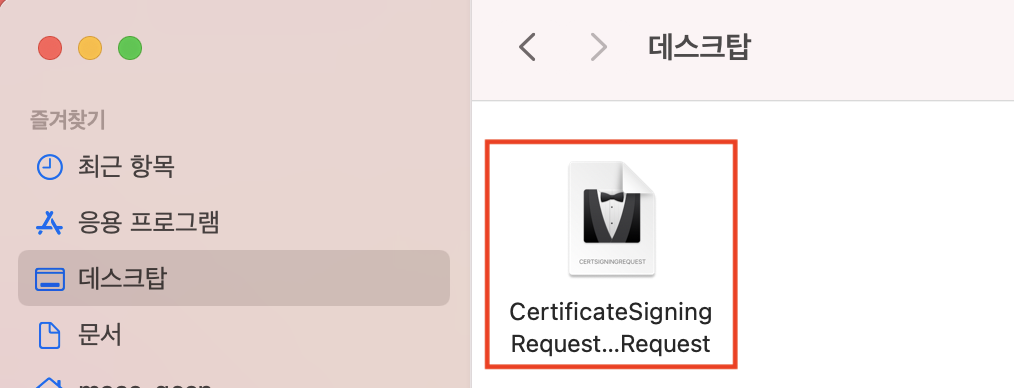 즐겨찾기
최근 항목
응용 프로그램
데스크탑
문서
데스크탑
CERTSIGNINGREQUEST
CertificateSigning
Request...Request